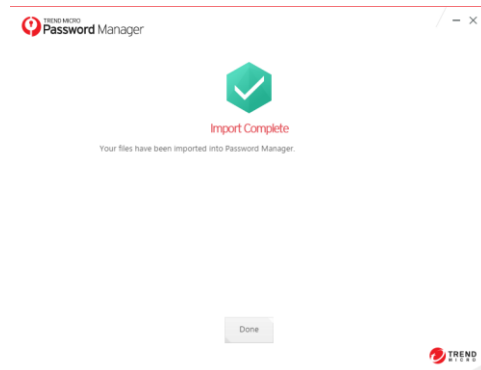 TREND MICRO
Password Manager
Import Complete
Your files have been imported into Password Manager.
Done
TREND
MICRO